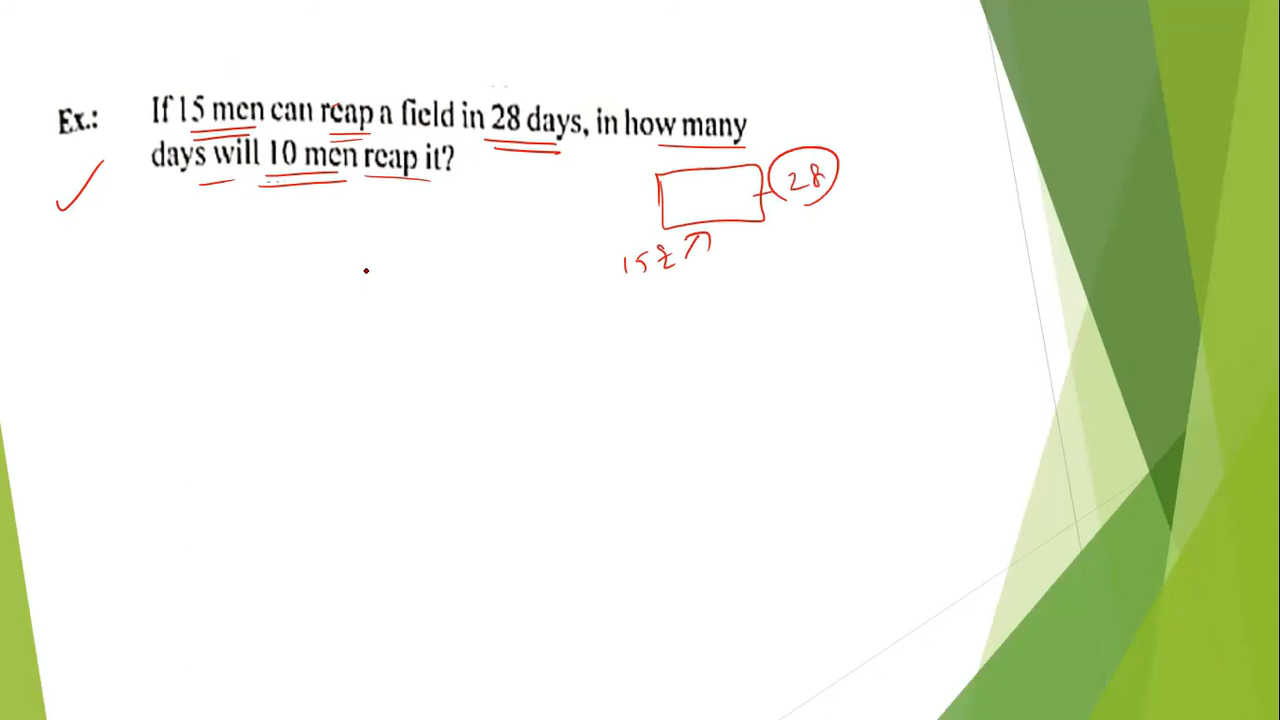 Ex.: If 15 men can reap a field in 28 days, in how many
days will 10 men reap it?
28
15